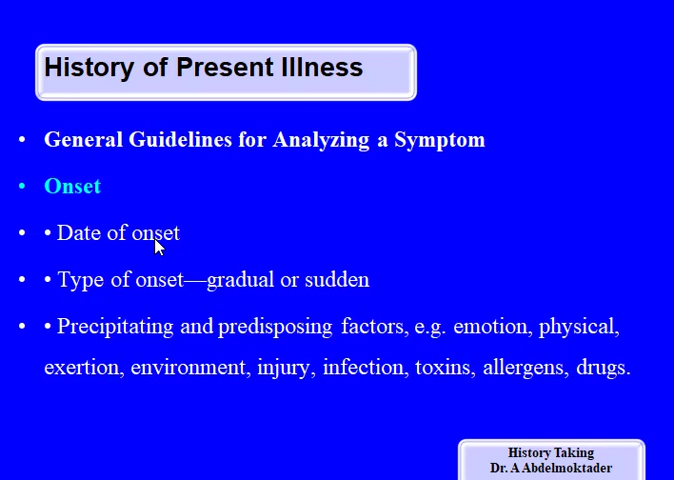 History of Present Illness
• General Guidelines for Analyzing a Symptom
• Onset
• • Date of onset
• • Type of onset—gradual or sudden
• • Precipitating and predisposing factors, e.g. emotion, physical,
exertion, environment, injury, infection, toxins, allergens, drugs.
History Taking
Dr. A Abdelmoktader